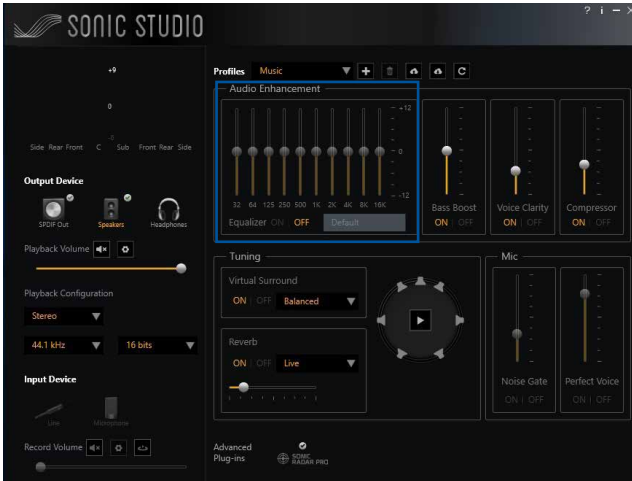 ? i
SONIC STUDIO
+9
0
Side Rear Front C Sub Front Rear Side
Output Device
SPDIF Out Speakers Headphones
Playback Volume
Playback Configuration
Stereo
44.1 kHz 16 bits
Input Device
Line Microphone
Record Volume
Profiles Music
Audio Enhancement
+12
0
-12
32 64 125 250 500 1K 2K 4K 8K 16K
Equalizer ON OFF Default
Bass Boost
ON | OFF
Voice Clarity
ON | OFF
Compressor
ON | OFF
Tuning
Virtual Surround
ON | OFF Balanced
Reverb
ON | OFF Live
Mic
Noise Gate
ON | OFF
Perfect Voice
ON | OFF
Advanced
Plug-ins
SONIC
RADAR PRO